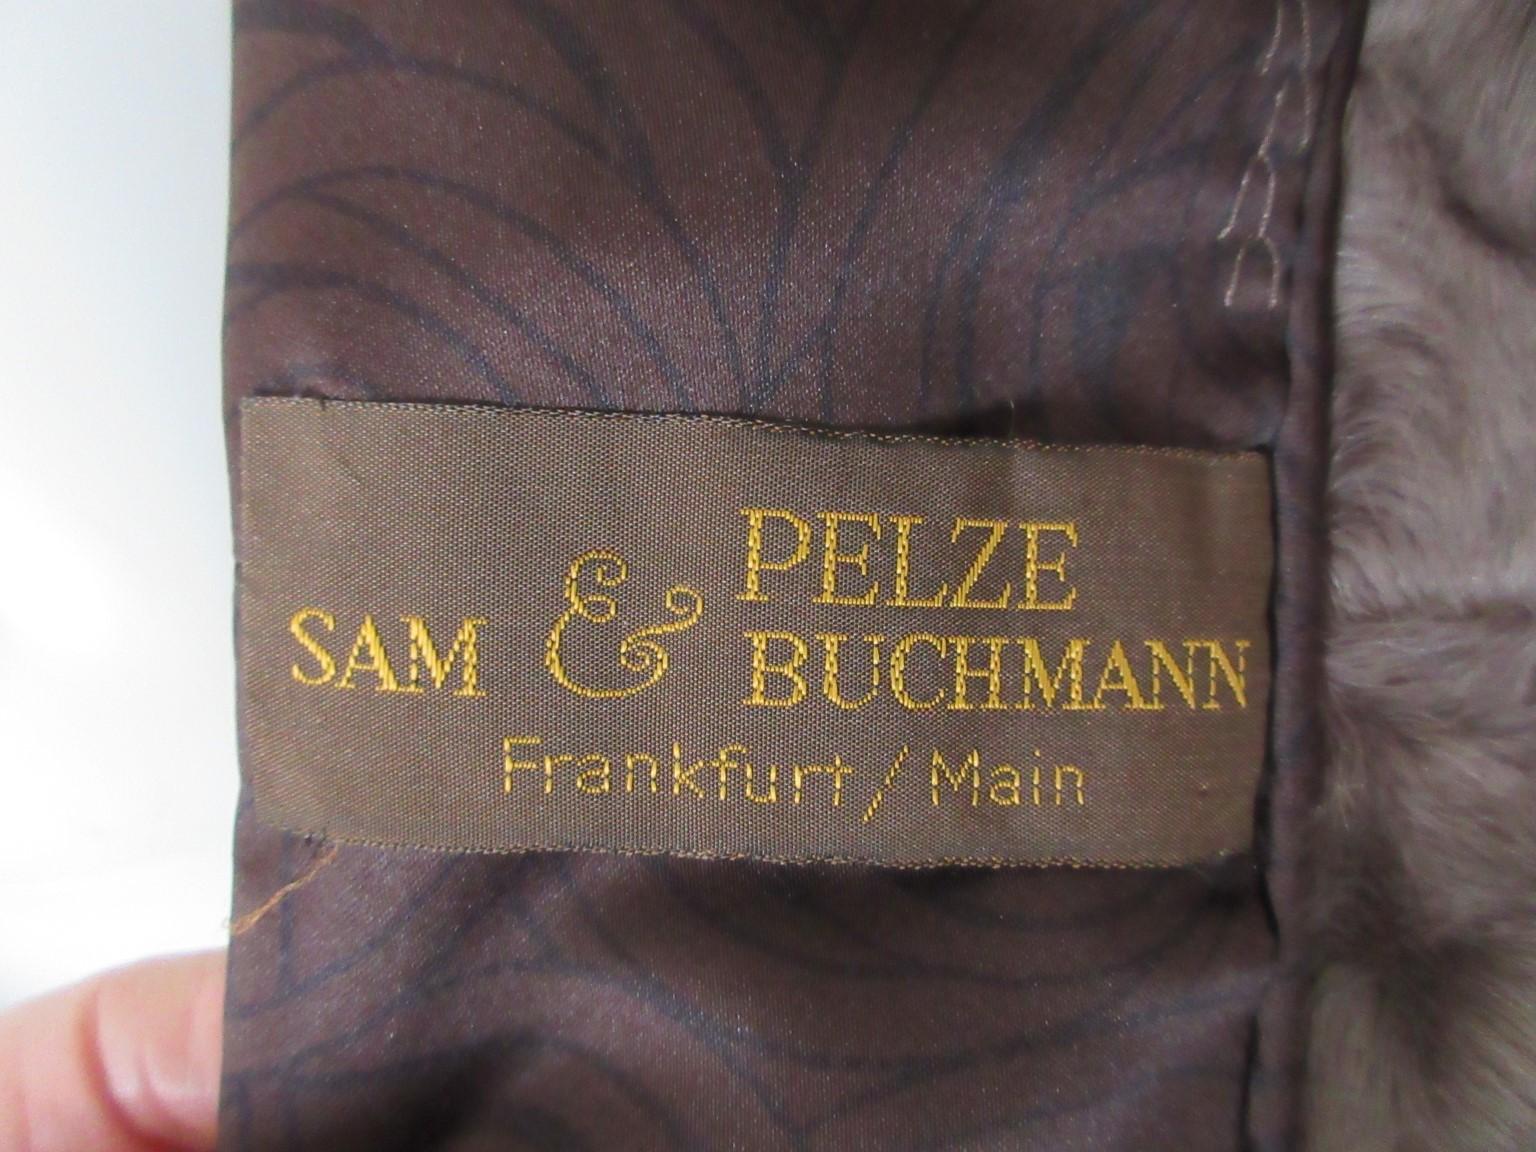 PELZE
SAM & BUCHMANN
Frankfurt / Main